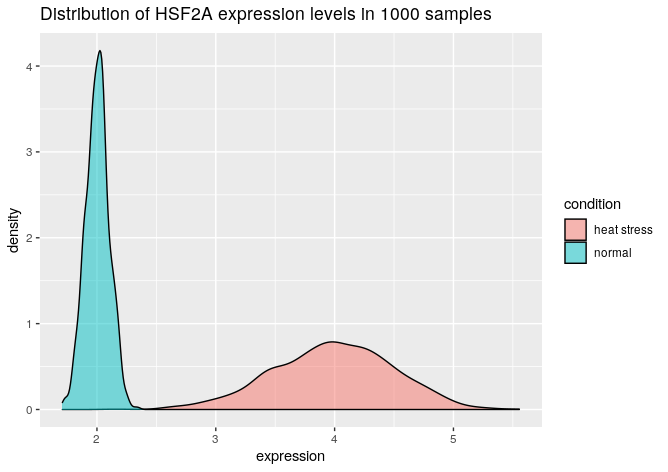 Distribution of HSF2A expression levels in 1000 samples
4
3
2
1
0
density
2 3 4 5
expression
condition
heat stress
normal